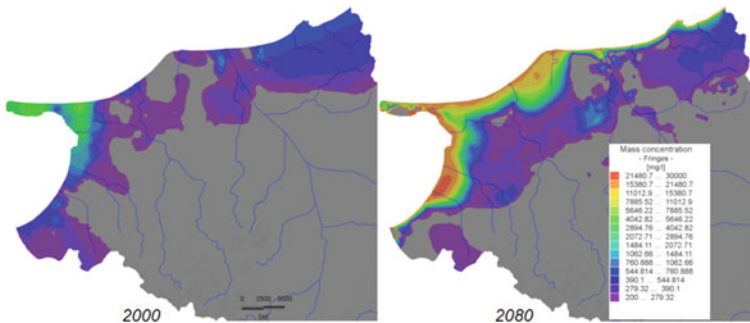 2000
0 2500 5000
[m]
2080
Mass concentration
- Fringes -
[mg/l]
21480.7 ... 30000
15380.7 ... 21480.7
11012.9 ... 15380.7
7885.52 ... 11012.9
5646.22 ... 7885.52
4042.82 ... 5646.22
2894.76 ... 4042.82
2072.71 ... 2894.76
1484.11 ... 2072.71
1062.66 ... 1484.11
760.888 ... 1062.66
544.814 ... 760.888
390.1 ... 544.814
279.32 ... 390.1
200 ... 279.32